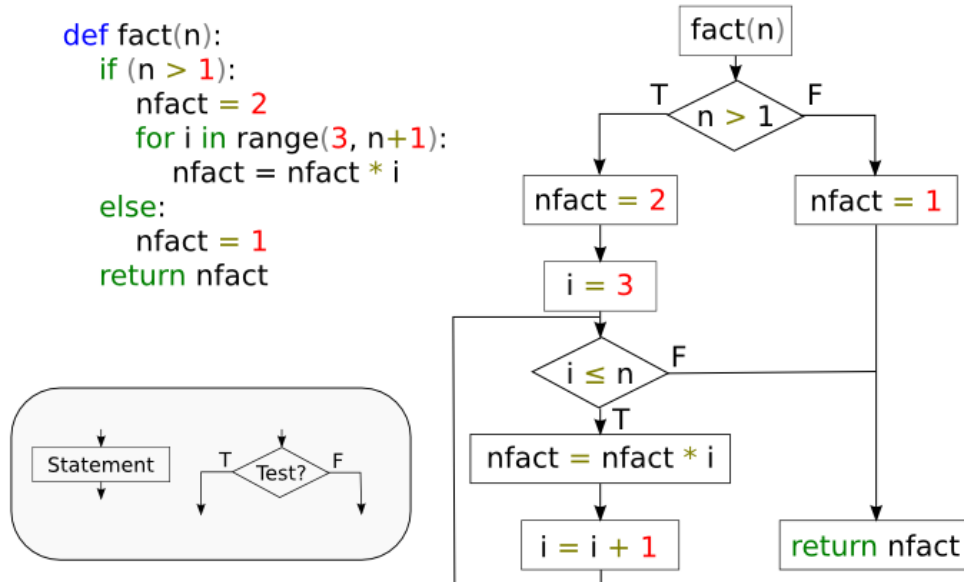 def fact(n):
if (n > 1):
nfact = 2
for i in range(3, n+1):
nfact = nfact * i
else:
nfact = 1
return nfact
fact(n)
T
F
n > 1
nfact = 2
nfact = 1
i = 3
i ≤ n
F
T
nfact = nfact * i
i = i + 1
return nfact
Statement
T
Test?
F